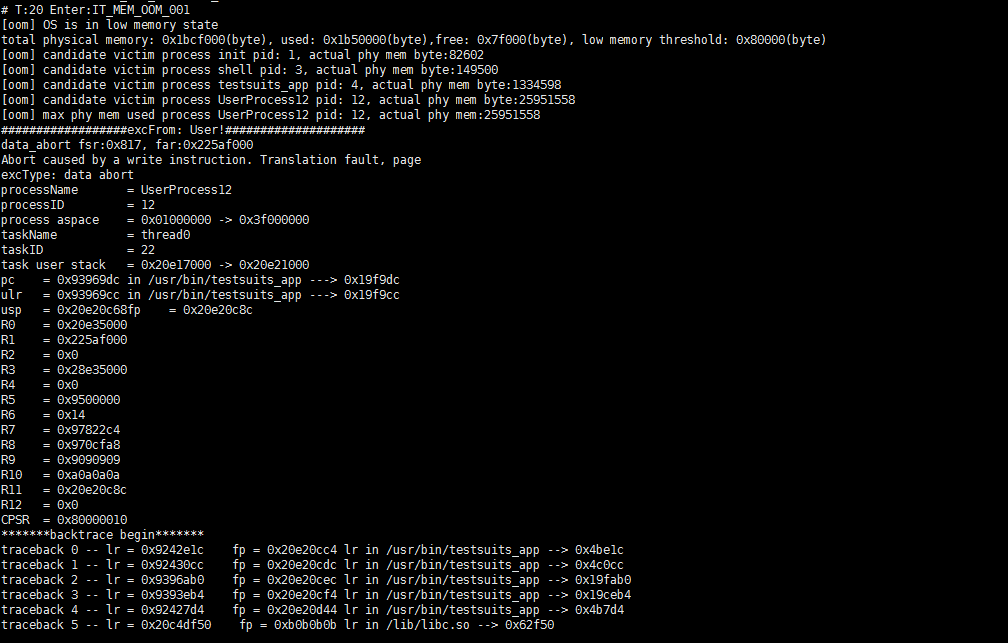 # T:20 Enter:IT_MEM_OOM_001
[oom] OS is in low memory state
total physical memory: 0x1bcf000(byte), used: 0x1b50000(byte),free: 0x7f000(byte), low memory threshold: 0x80000(byte)
[oom] candidate victim process init pid: 1, actual phy mem byte:82602
[oom] candidate victim process shell pid: 3, actual phy mem byte:149500
[oom] candidate victim process testsuits_app pid: 4, actual phy mem byte:1334598
[oom] candidate victim process UserProcess12 pid: 12, actual phy mem byte:25951558
[oom] max phy mem used process UserProcess12 pid: 12, actual phy mem:25951558
##################excFrom: User!####################
data_abort fsr:0x817, far:0x225af000
Abort caused by a write instruction. Translation fault, page
excType: data abort
processName = UserProcess12
processID = 12
process aspace = 0x01000000 -> 0x3f000000
taskName = thread0
taskID = 22
task user stack = 0x20e17000 -> 0x20e21000
pc = 0x93969dc in /usr/bin/testsuits_app ---> 0x19f9dc
ulr = 0x93969cc in /usr/bin/testsuits_app ---> 0x19f9cc
usp = 0x20e20c68fp = 0x20e20c8c
R0 = 0x20e35000
R1 = 0x225af000
R2 = 0x0
R3 = 0x28e35000
R4 = 0x0
R5 = 0x9500000
R6 = 0x14
R7 = 0x97822c4
R8 = 0x970cfa8
R9 = 0x9090909
R10 = 0xa0a0a0a
R11 = 0x20e20c8c
R12 = 0x0
CPSR = 0x80000010
*******backtrace begin*******
traceback 0 -- lr = 0x9242e1c fp = 0x20e20cc4 lr in /usr/bin/testsuits_app --> 0x4be1c
traceback 1 -- lr = 0x92430cc fp = 0x20e20cdc lr in /usr/bin/testsuits_app --> 0x4c0cc
traceback 2 -- lr = 0x9396ab0 fp = 0x20e20cec lr in /usr/bin/testsuits_app --> 0x19fab0
traceback 3 -- lr = 0x9393eb4 fp = 0x20e20cf4 lr in /usr/bin/testsuits_app --> 0x19ceb4
traceback 4 -- lr = 0x92427d4 fp = 0x20e20d44 lr in /usr/bin/testsuits_app --> 0x4b7d4
traceback 5 -- lr = 0x20c4df50 fp = 0xb0b0b0b lr in /lib/libc.so --> 0x62f50